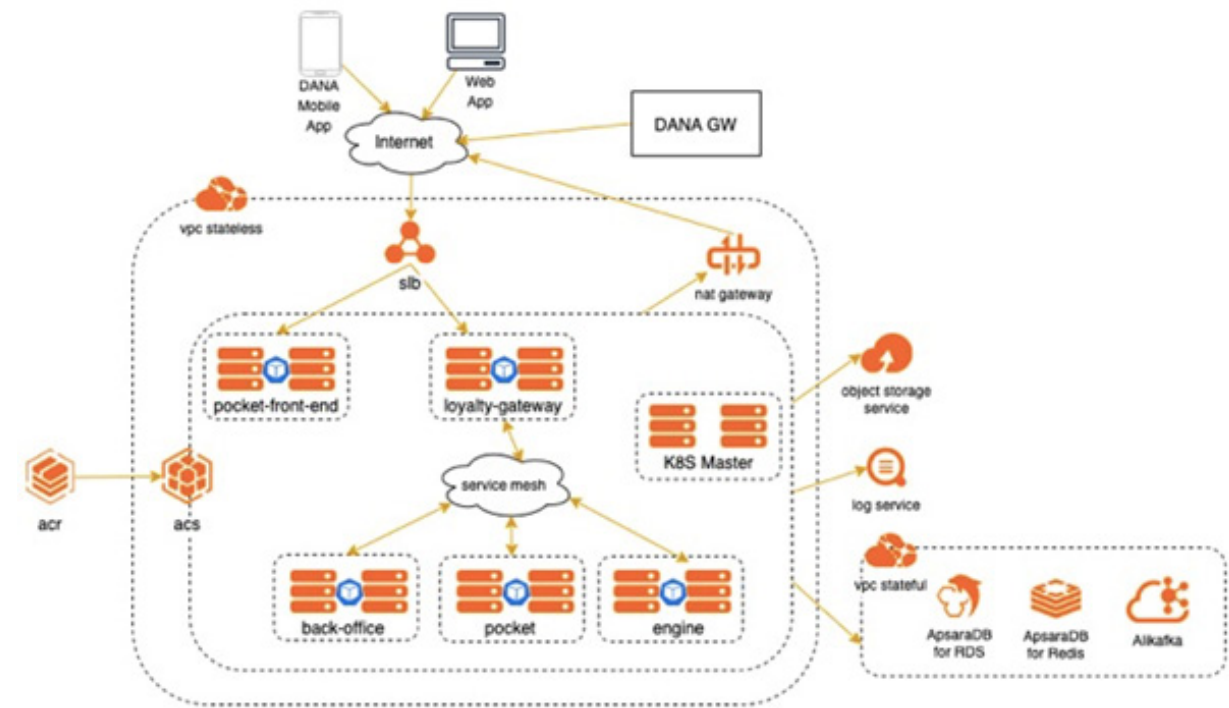 DANA
Mobile
App
Web
App
DANA GW
Internet
vpc stateless
slb
nat gateway
pocket-front-end
loyalty-gateway
object storage
service
K8S Master
service mesh
log service
acr
acs
vpc stateful
back-office
pocket
engine
ApsaraDB
for RDS
ApsaraDB
for Redis
Alikafka